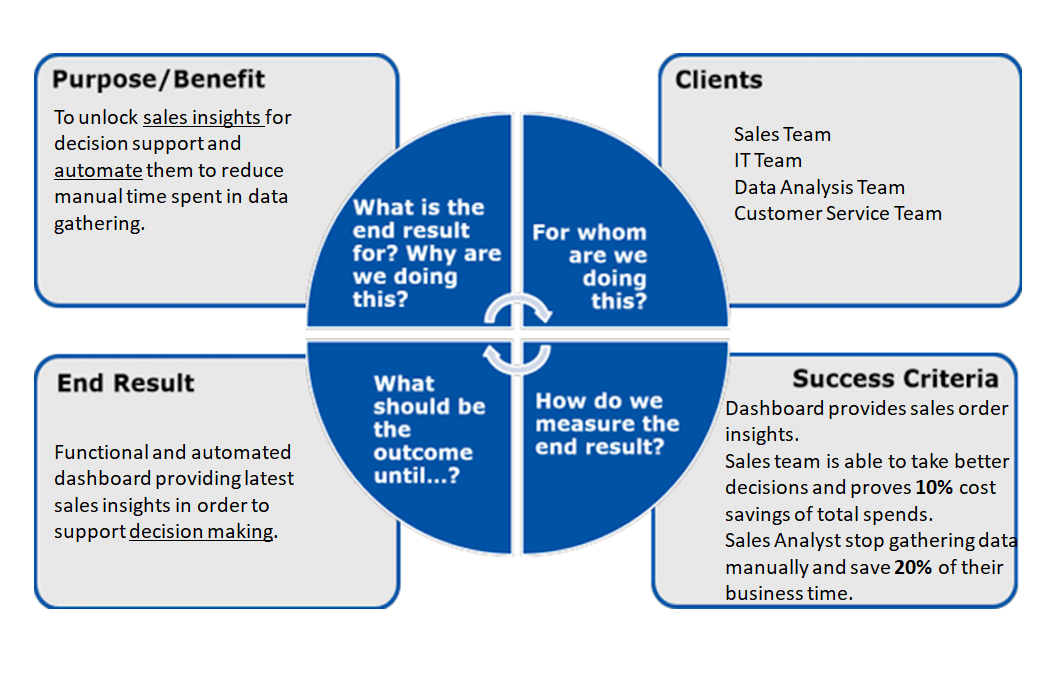 Purpose/Benefit
To unlock sales insights for
decision support and
automate them to reduce
manual time spent in data
gathering.
What is the
end result
for? Why are
we doing
this?
Clients
Sales Team
IT Team
Data Analysis Team
Customer Service Team
For whom
are we
doing
this?
End Result
Functional and automated
dashboard providing latest
sales insights in order to
support decision making.
What
should be
the
outcome
until...?
How do we
measure the
end result?
Success Criteria
Dashboard provides sales order
insights.
Sales team is able to take better
decisions and proves 10% cost
savings of total spends.
Sales Analyst stop gathering data
manually and save 20% of their
business time.